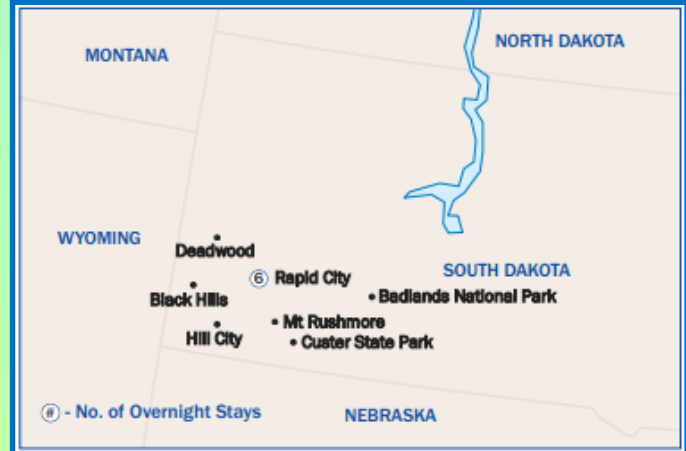 NORTH DAKOTA
MONTANA
WYOMING
Deadwood
SOUTH DAKOTA
6 Rapid City
Black Hills
Badlands National Park
Mt Rushmore
Hill City
Custer State Park
# - No. of Overnight Stays
NEBRASKA